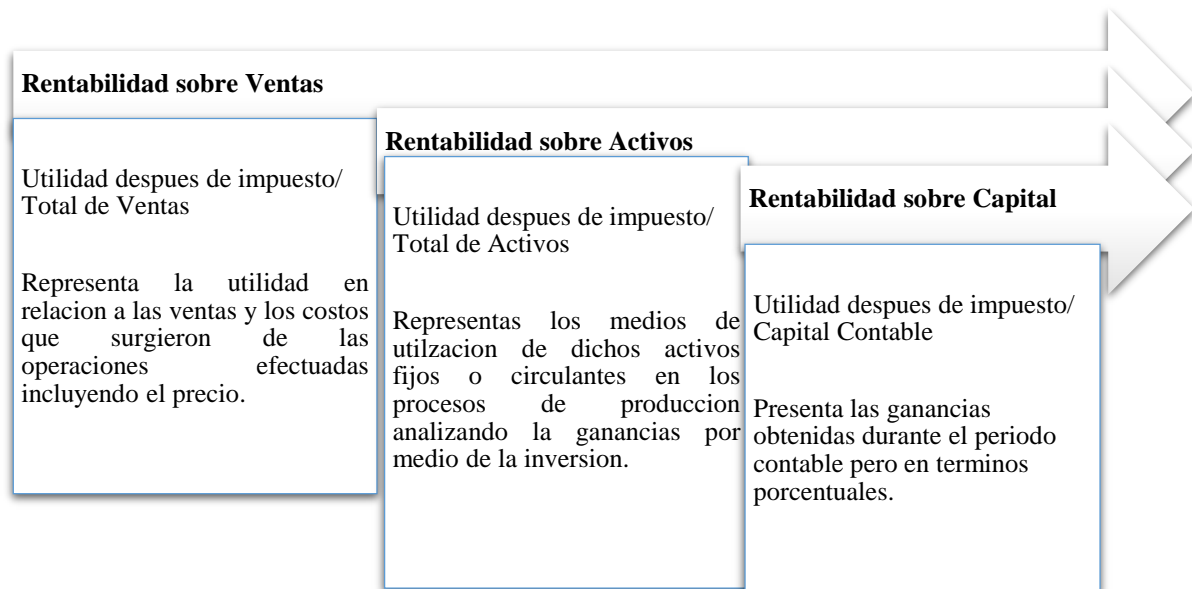 Rentabilidad sobre Ventas
Utilidad despues de impuesto/
Total de Ventas
Representa la utilidad en
relacion a las ventas y los costos
que surgieron de las
operaciones efectuadas
incluyendo el precio.
Rentabilidad sobre Activos
Utilidad despues de impuesto/
Total de Activos
Representas los medios de
utilzacion de dichos activos
fijos o circulantes en los
procesos de produccion
analizando la ganancias por
medio de la inversion.
Rentabilidad sobre Capital
Utilidad despues de impuesto/
Capital Contable
Presenta las ganancias
obtenidas durante el periodo
contable pero en terminos
porcentuales.